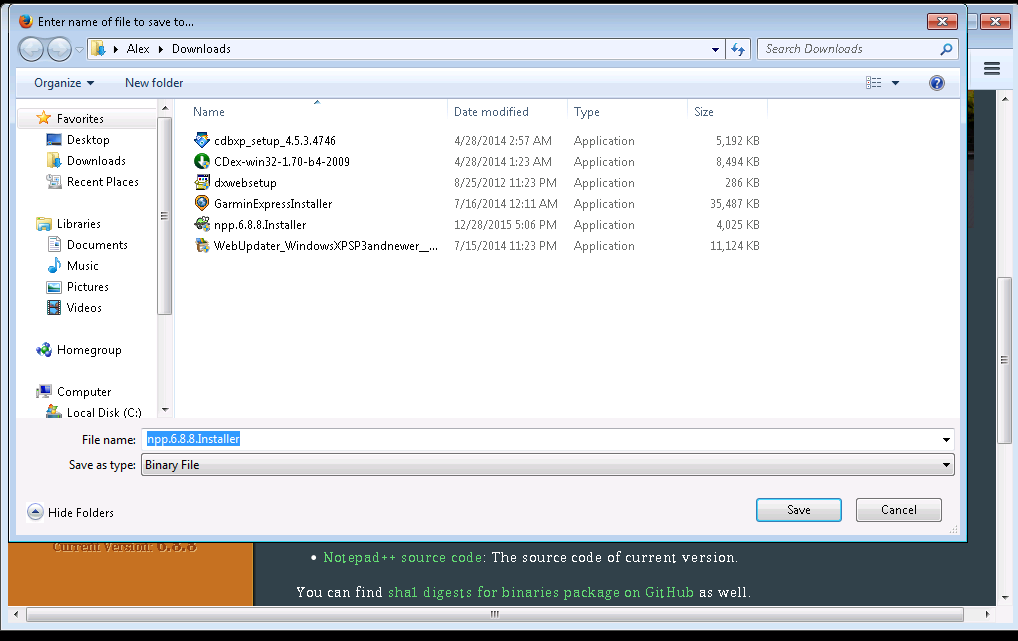 Enter name of file to save to...
Alex Downloads
Search Downloads
Organize New folder
Name Date modified Type Size
Favorites
Desktop
Downloads
Recent Places
Libraries
Documents
Music
Pictures
Videos
Homegroup
Computer
Local Disk (C:)
cdbxp_setup_4.5.3.4746 4/28/2014 2:57 AM Application 5,192 KB
CDex-win32-1.70-b4-2009 4/28/2014 1:23 AM Application 8,494 KB
dxwebsetup 8/25/2012 11:23 PM Application 286 KB
GarminExpressInstaller 7/16/2014 12:11 AM Application 35,487 KB
npp.6.8.8.Installer 12/28/2015 5:06 PM Application 4,025 KB
WebUpdater_WindowsXPSP3andnewer__... 7/15/2014 11:23 PM Application 11,124 KB
File name: npp.6.8.8.Installer
Save as type: Binary File
Hide Folders
Save Cancel
Current Version: 6.8.8
• Notepad++ source code: The source code of current version.
You can find sha1 digests for binaries package on GitHub as well.